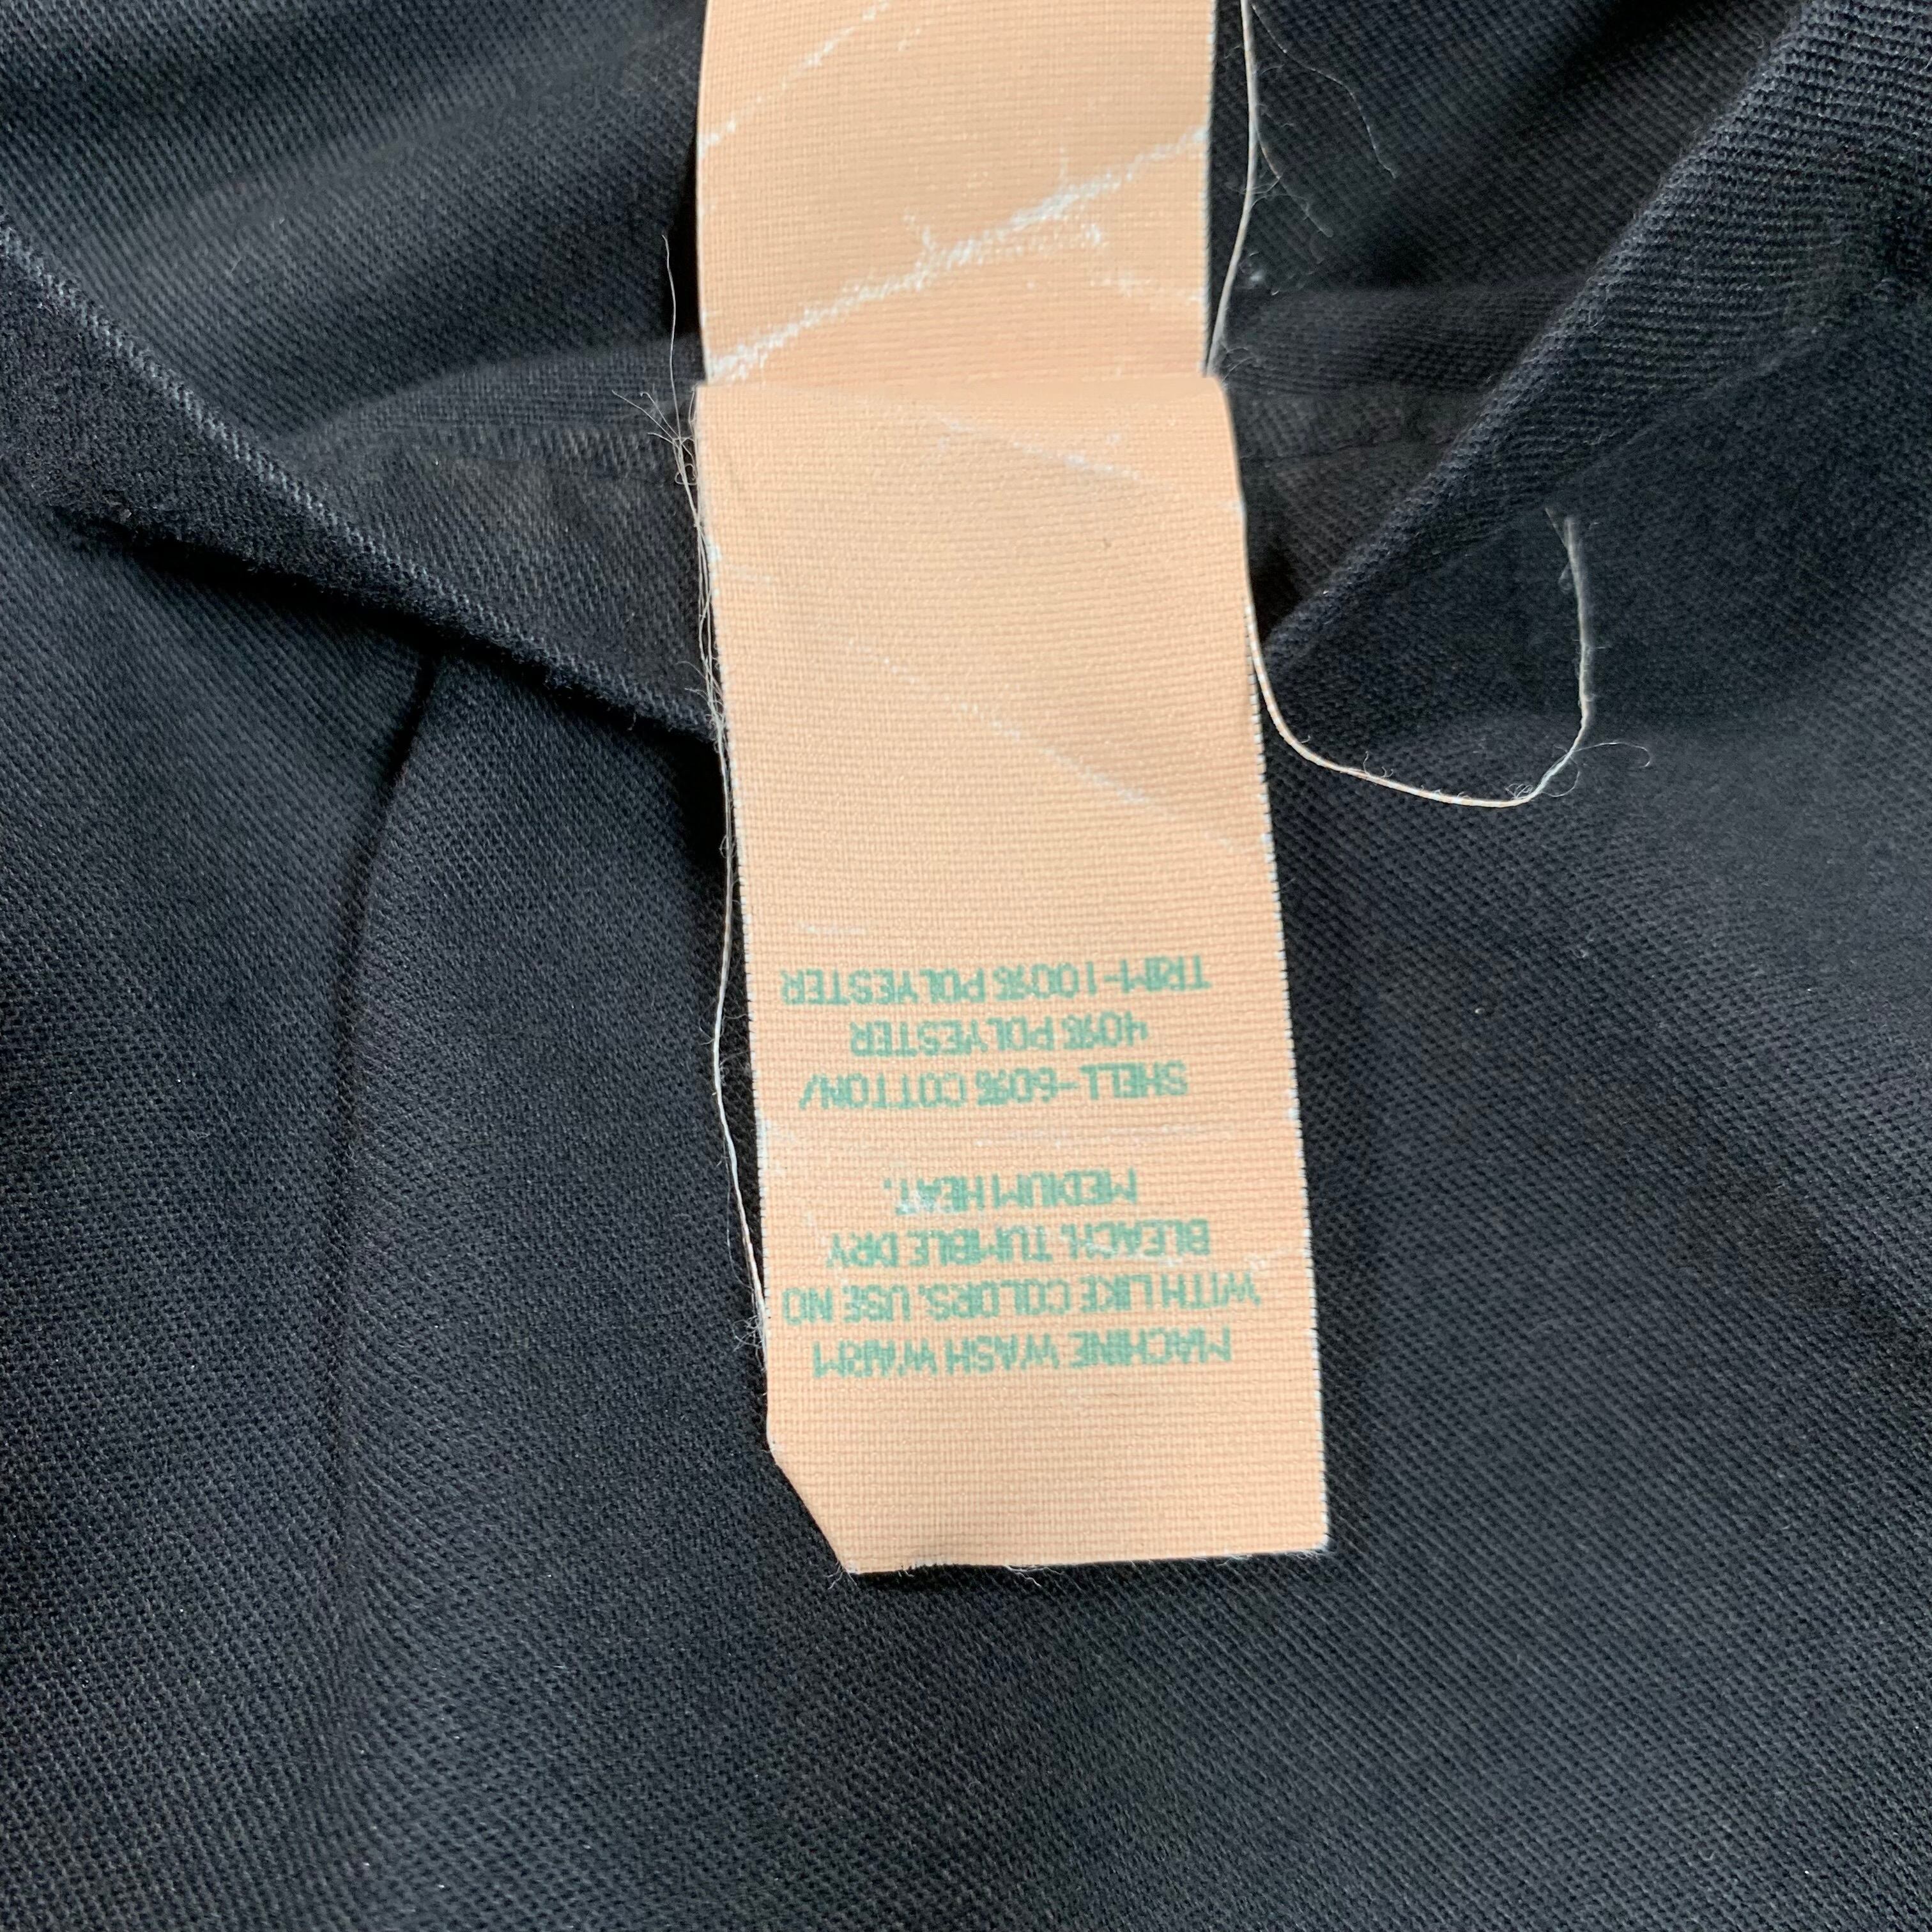 MACHINE WASH WARM
WITH LIKE COLORS. USE NO
BLEACH. TUMBLE DRY
MEDIUM HEAT.
SHELL-60% COTTON/
40% POLYESTER
TRIM-100% POLYESTER